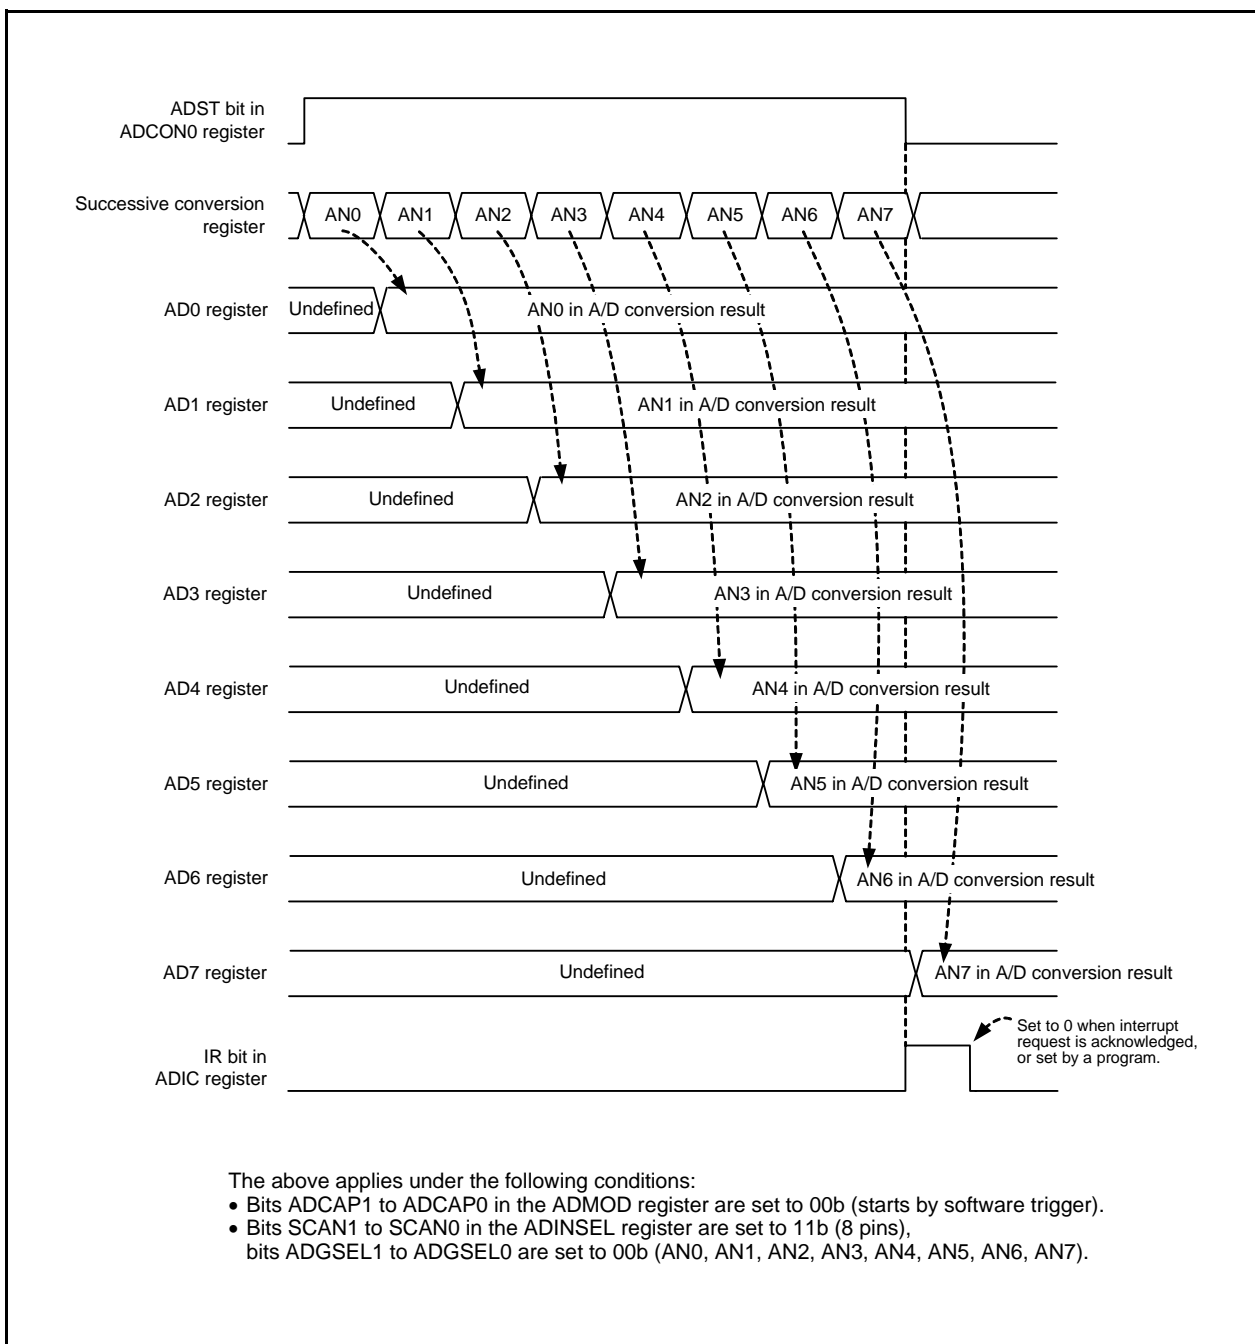 ADST bit in
ADCON0 register
Successive conversion
register
AN0 AN1 AN2 AN3 AN4 AN5 AN6 AN7
AD0 register
Undefined
AN0 in A/D conversion result
AD1 register
Undefined
AN1 in A/D conversion result
AD2 register
Undefined
AN2 in A/D conversion result
AD3 register
Undefined
AN3 in A/D conversion result
AD4 register
Undefined
AN4 in A/D conversion result
AD5 register
Undefined
AN5 in A/D conversion result
AD6 register
Undefined
AN6 in A/D conversion result
AD7 register
Undefined
AN7 in A/D conversion result
IR bit in
ADIC register
Set to 0 when interrupt
request is acknowledged,
or set by a program.
The above applies under the following conditions:
• Bits ADCAP1 to ADCAP0 in the ADMOD register are set to 00b (starts by software trigger).
• Bits SCAN1 to SCAN0 in the ADINSEL register are set to 11b (8 pins),
bits ADGSEL1 to ADGSEL0 are set to 00b (AN0, AN1, AN2, AN3, AN4, AN5, AN6, AN7).